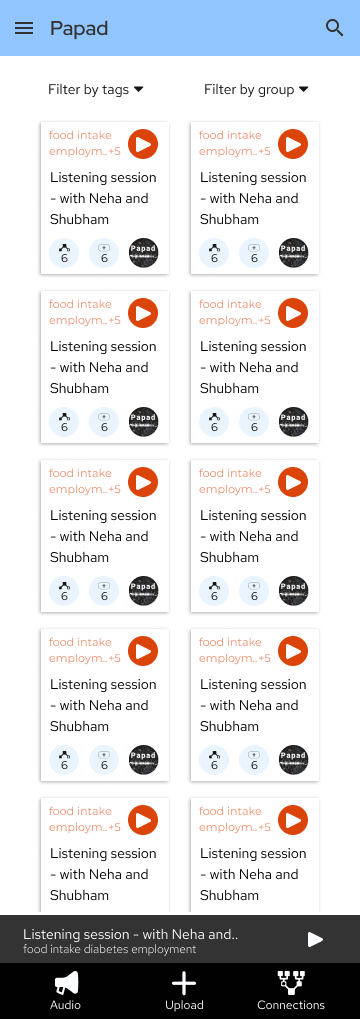 Papad
Filter by tags
Filter by group
food intake
employm..+5
Listening session
- with Neha and
Shubham
6
6
Papad
food intake
employm..+5
Listening session
- with Neha and
Shubham
6
6
Papad
food intake
employm..+5
Listening session
- with Neha and
Shubham
6
6
Papad
food intake
employm..+5
Listening session
- with Neha and
Shubham
6
6
Papad
food intake
employm..+5
Listening session
- with Neha and
Shubham
6
6
Papad
food intake
employm..+5
Listening session
- with Neha and
Shubham
6
6
Papad
food intake
employm..+5
Listening session
- with Neha and
Shubham
6
6
Papad
food intake
employm..+5
Listening session
- with Neha and
Shubham
6
6
Papad
food intake
employm..+5
Listening session
- with Neha and
Shubham
food intake
employm..+5
Listening session
- with Neha and
Shubham
Listening session - with Neha and..
food intake diabetes employment
Audio
Upload
Connections